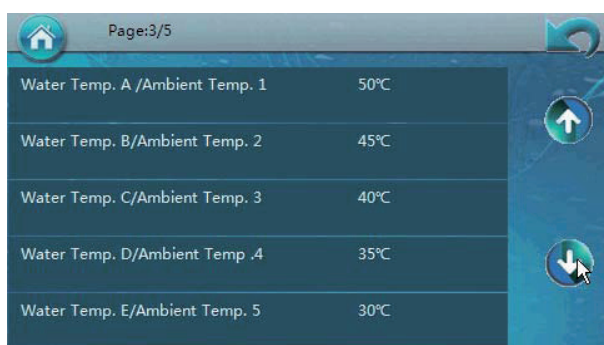 Page:3/5
Water Temp. A /Ambient Temp. 1 50℃
Water Temp. B/Ambient Temp. 2 45℃
Water Temp. C/Ambient Temp. 3 40℃
Water Temp. D/Ambient Temp .4 35℃
Water Temp. E/Ambient Temp. 5 30℃